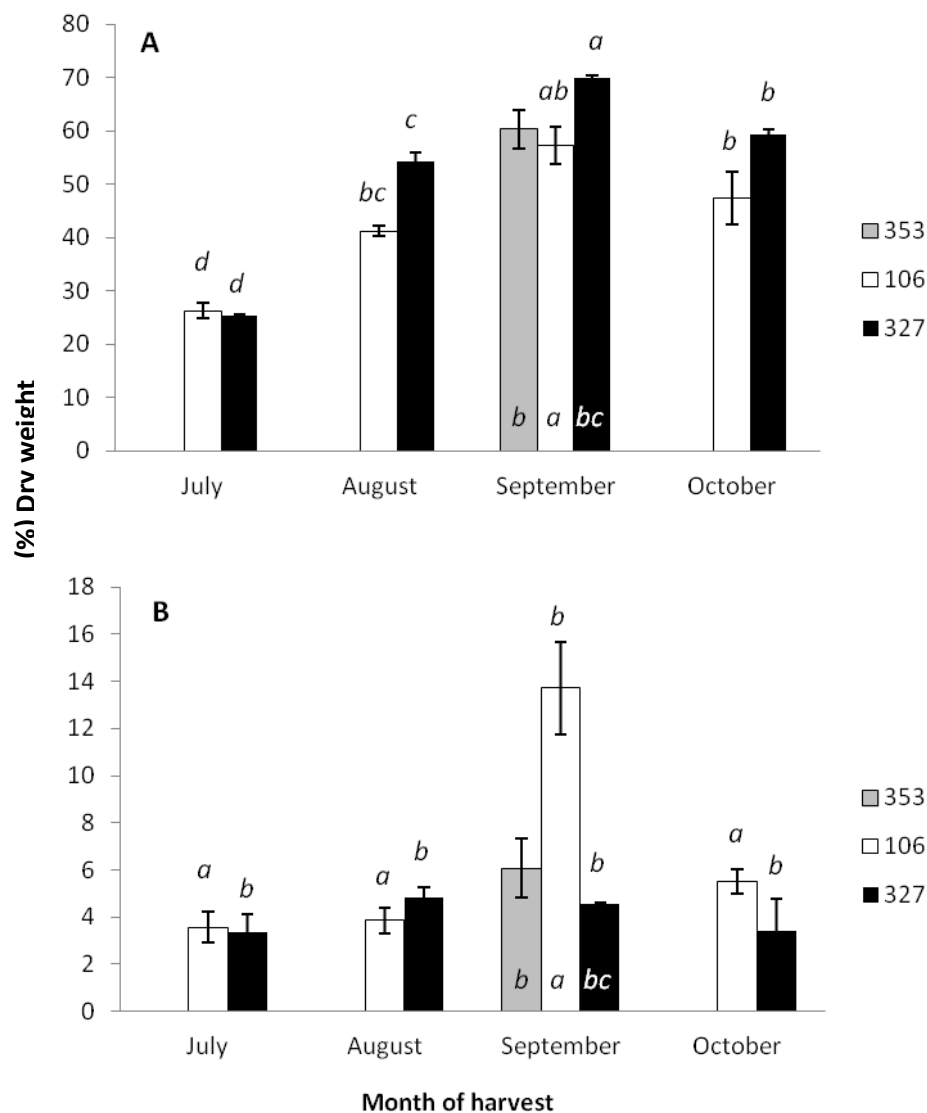 80
A
a
70
ab
b
60
c
b
50
bc
40
353
d
30
d
106
20
327
10
b a bc
0
July August September October
(%) Dry weight
18
B
b
16
14
12
10
353
8
a
106
b
a
b
6
a
b
b
327
4
2
b a bc
0
July August September October
Month of harvest